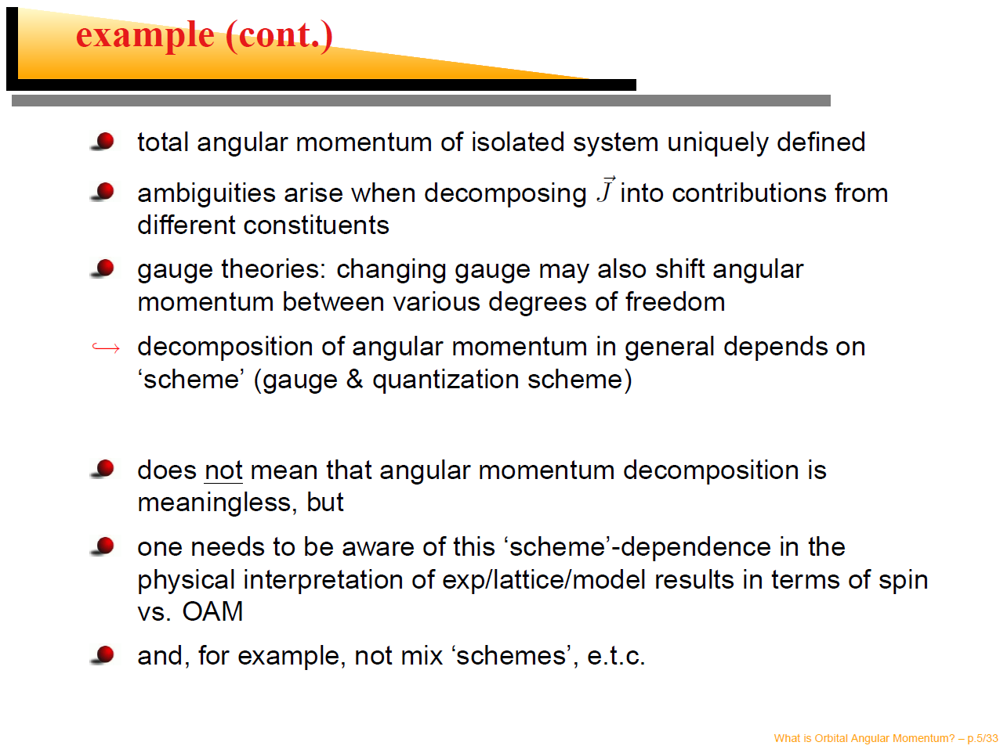 example (cont.)
total angular momentum of isolated system uniquely defined
ambiguities arise when decomposing $\vec{J}$ into contributions from
different constituents
gauge theories: changing gauge may also shift angular
momentum between various degrees of freedom
↪ decomposition of angular momentum in general depends on
‘scheme’ (gauge & quantization scheme)
does not mean that angular momentum decomposition is
meaningless, but
one needs to be aware of this ‘scheme’-dependence in the
physical interpretation of exp/lattice/model results in terms of spin
vs. OAM
and, for example, not mix ‘schemes’, e.t.c.
What is Orbital Angular Momentum? – p.5/33